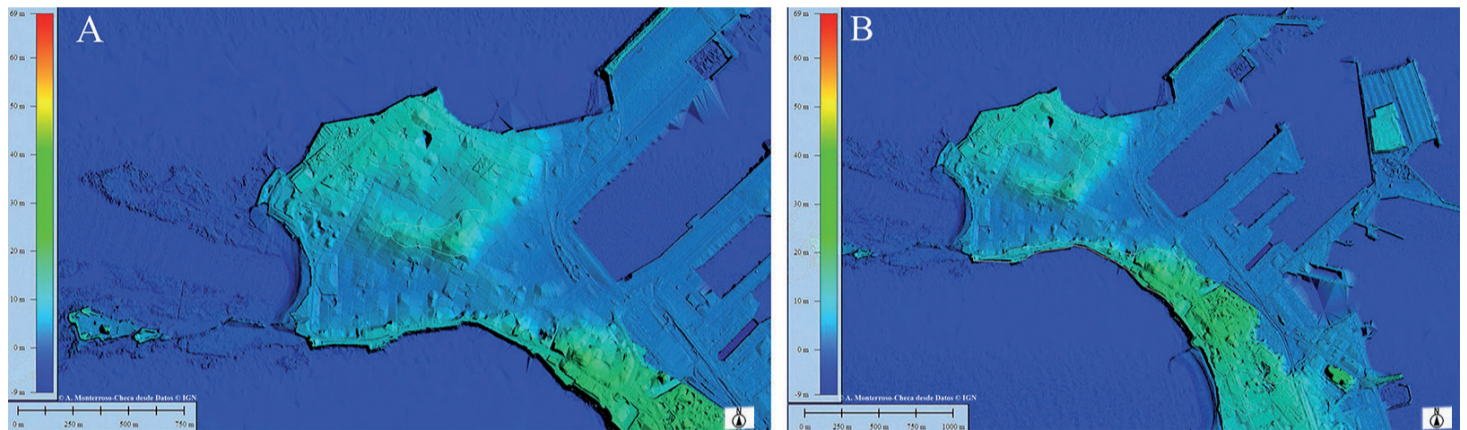 A
69 m
60 m
50 m
40 m
30 m
20 m
10 m
0 m
-9 m
© A. Monterroso-Checa desde Datos © IGN
0 m 250 m 500 m 750 m
N
B
69 m
60 m
50 m
40 m
30 m
20 m
10 m
0 m
-9 m
© A. Monterroso-Checa desde Datos © IGN
0 m 250 m 500 m 750 m 1000 m
N